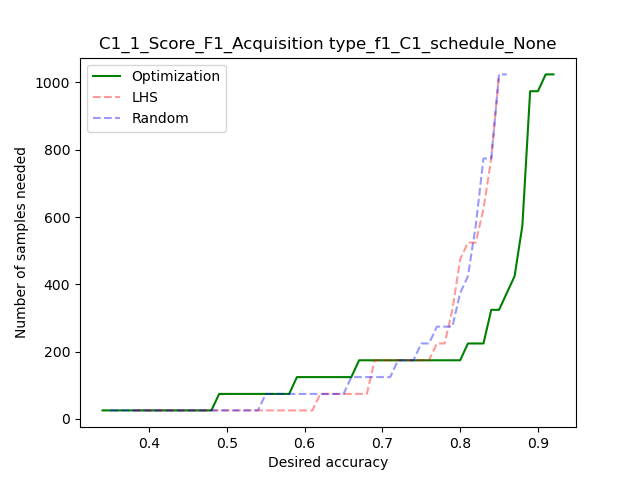 C1_1_Score_F1_Acquisition type_f1_C1_schedule_None
Optimization
LHS
Random
Number of samples needed
1000
800
600
400
200
0
0.4 0.5 0.6 0.7 0.8 0.9
Desired accuracy